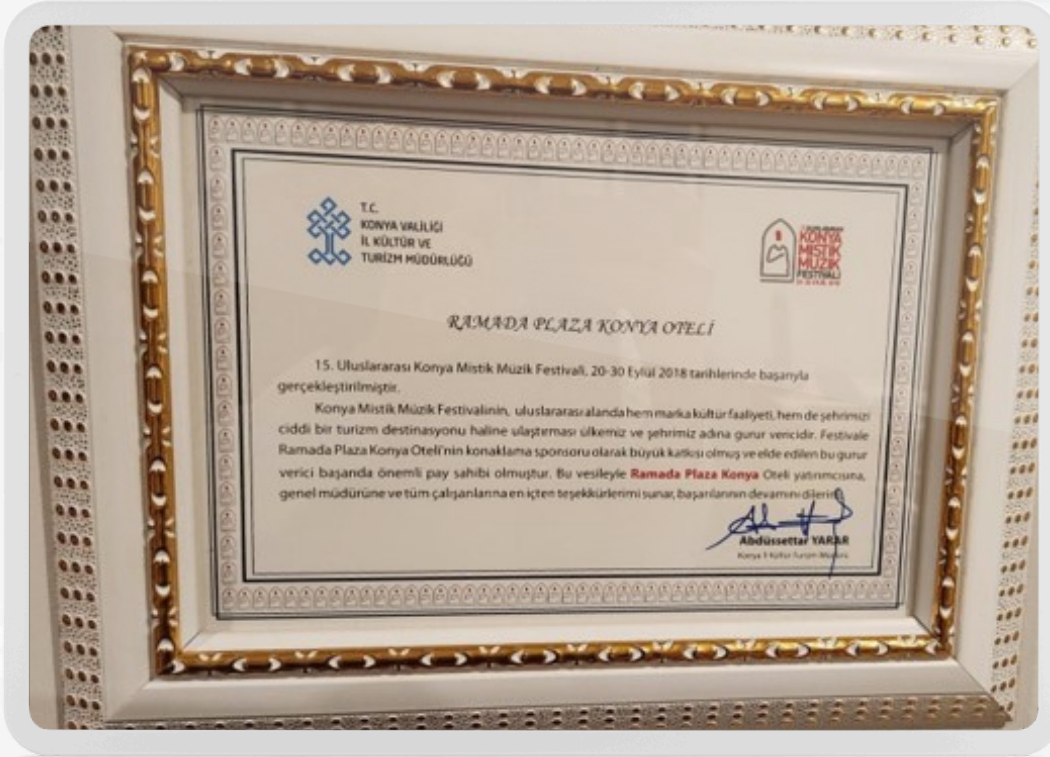 T.C.
KONYA VALİLİĞİ
İL KÜLTÜR VE
TURİZM MÜDÜRLÜĞÜ
KONYA
MİSTİK
MÜZİK
FESTİVALİ
RAMADA PLAZA KONYA OTELİ
15. Uluslararası Konya Mistik Müzik Festivali, 20-30 Eylül 2018 tarihlerinde başarıyla
gerçekleştirilmiştir.
Konya Mistik Müzik Festivalinin, uluslararası alanda hem marka kültür faaliyeti, hem de şehrimizi
ciddi bir turizm destinasyonu haline ulaştırması ülkemiz ve şehrimiz adına gurur vericidir. Festivale
Ramada Plaza Konya Oteli'nin konaklama sponsoru olarak büyük katkısı olmuş ve elde edilen bu gurur
verici başarıda önemli pay sahibi olmuştur. Bu vesileyle Ramada Plaza Konya Oteli yatırımcısına,
genel müdürüne ve tüm çalışanlarına en içten teşekkürlerimi sunar, başarılarının devamını dilerim.
Abdüssettar YARAR
Konya İl Kültür Turizm Müdürü